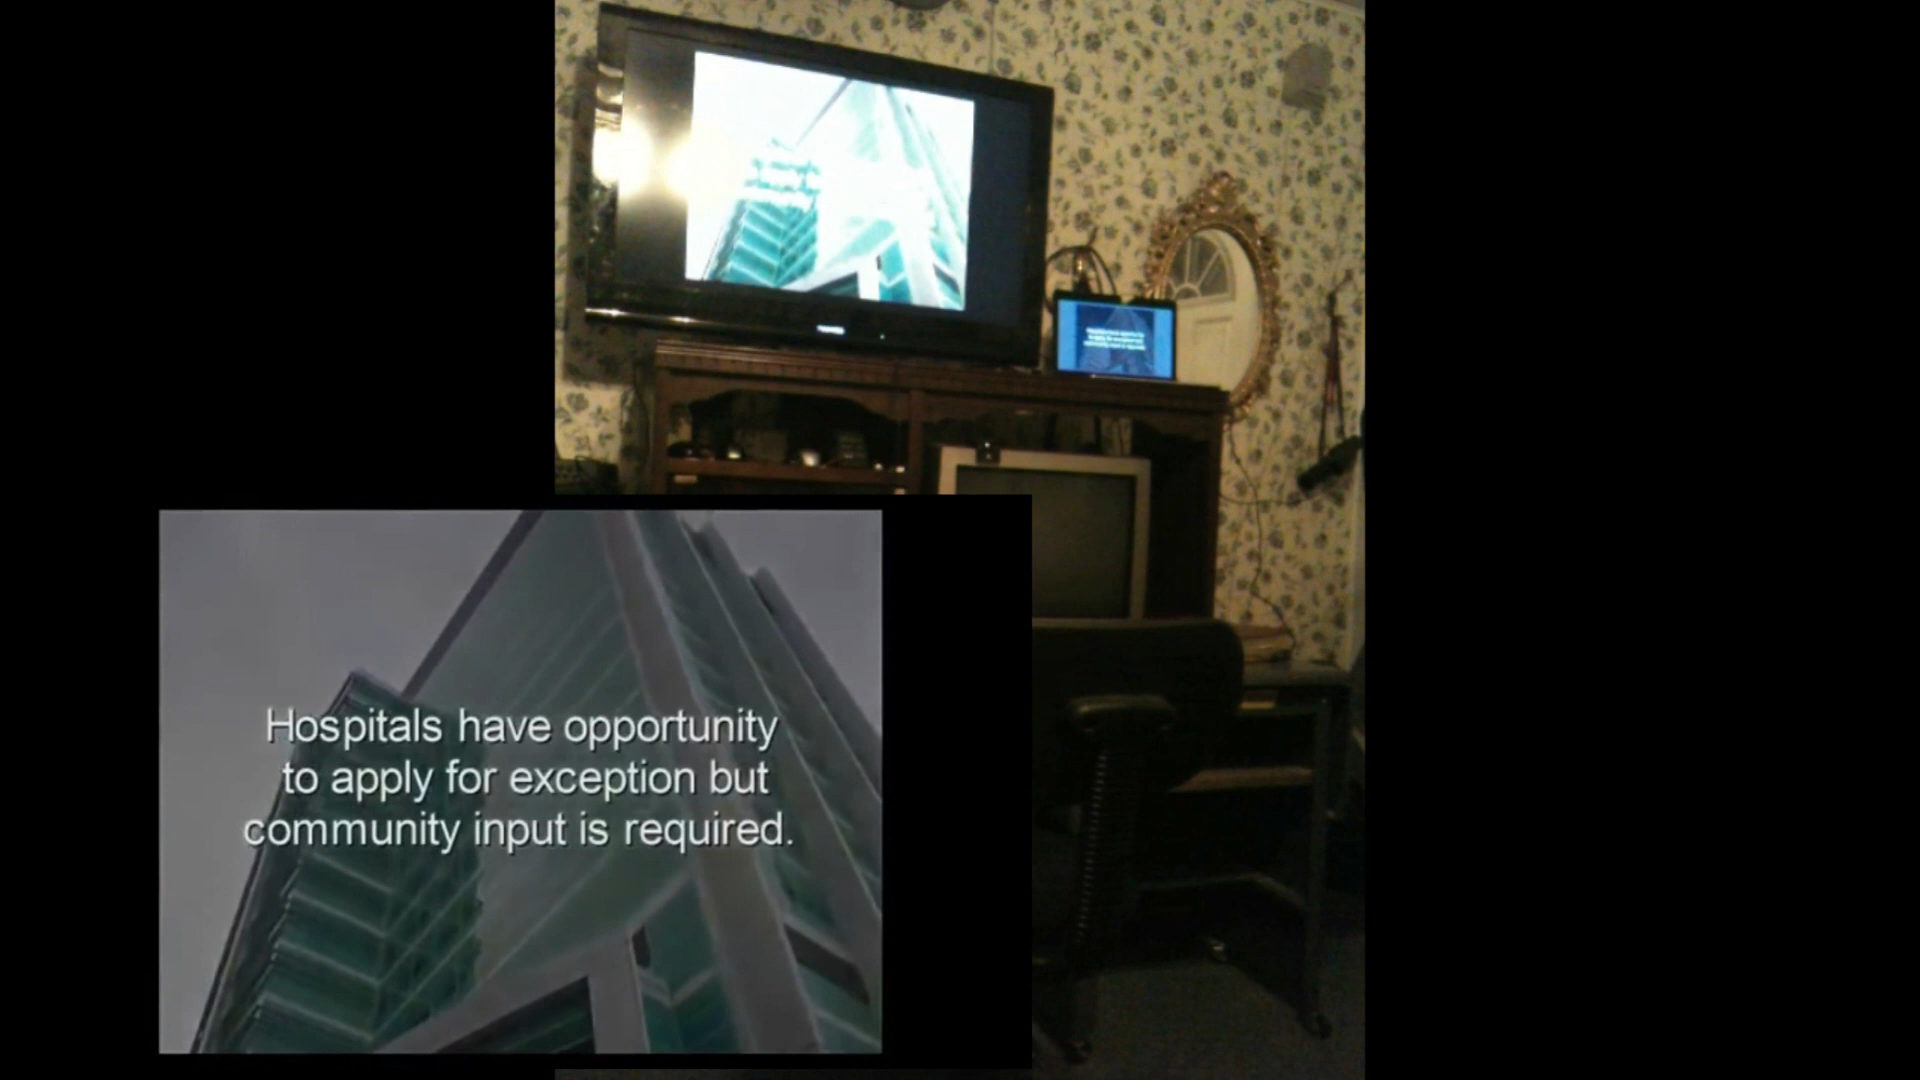 Hospitals have opportunity
to apply for exception but
community input is required.